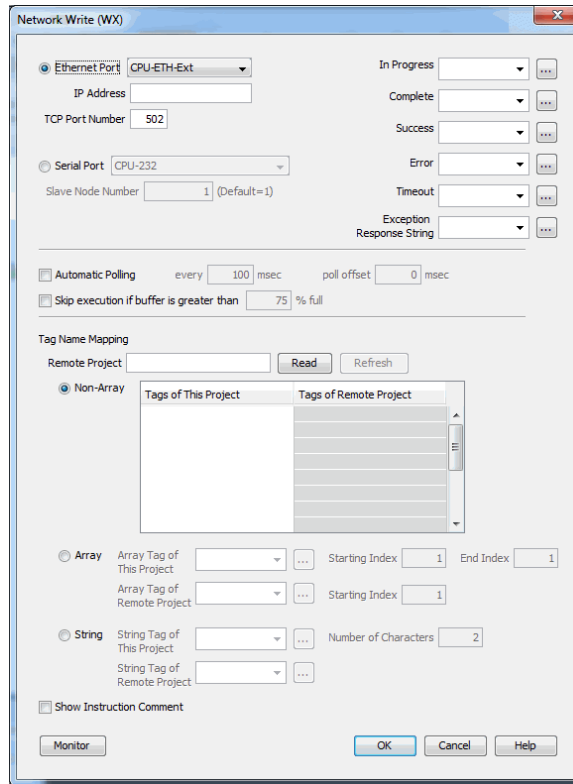 Network Write (WX)
Ethernet Port CPU-ETH-Ext
IP Address
TCP Port Number 502
Serial Port CPU-232
Slave Node Number 1 (Default=1)
In Progress ...
Complete ...
Success ...
Error ...
Timeout ...
Exception
Response String ...
Automatic Polling every 100 msec poll offset 0 msec
Skip execution if buffer is greater than 75 % full
Tag Name Mapping
Remote Project Read Refresh
Non-Array Tags of This Project Tags of Remote Project
Array Array Tag of
This Project ... Starting Index 1 End Index 1
Array Tag of
Remote Project ... Starting Index 1
String String Tag of
This Project ... Number of Characters 2
String Tag of
Remote Project ...
Show Instruction Comment
Monitor OK Cancel Help